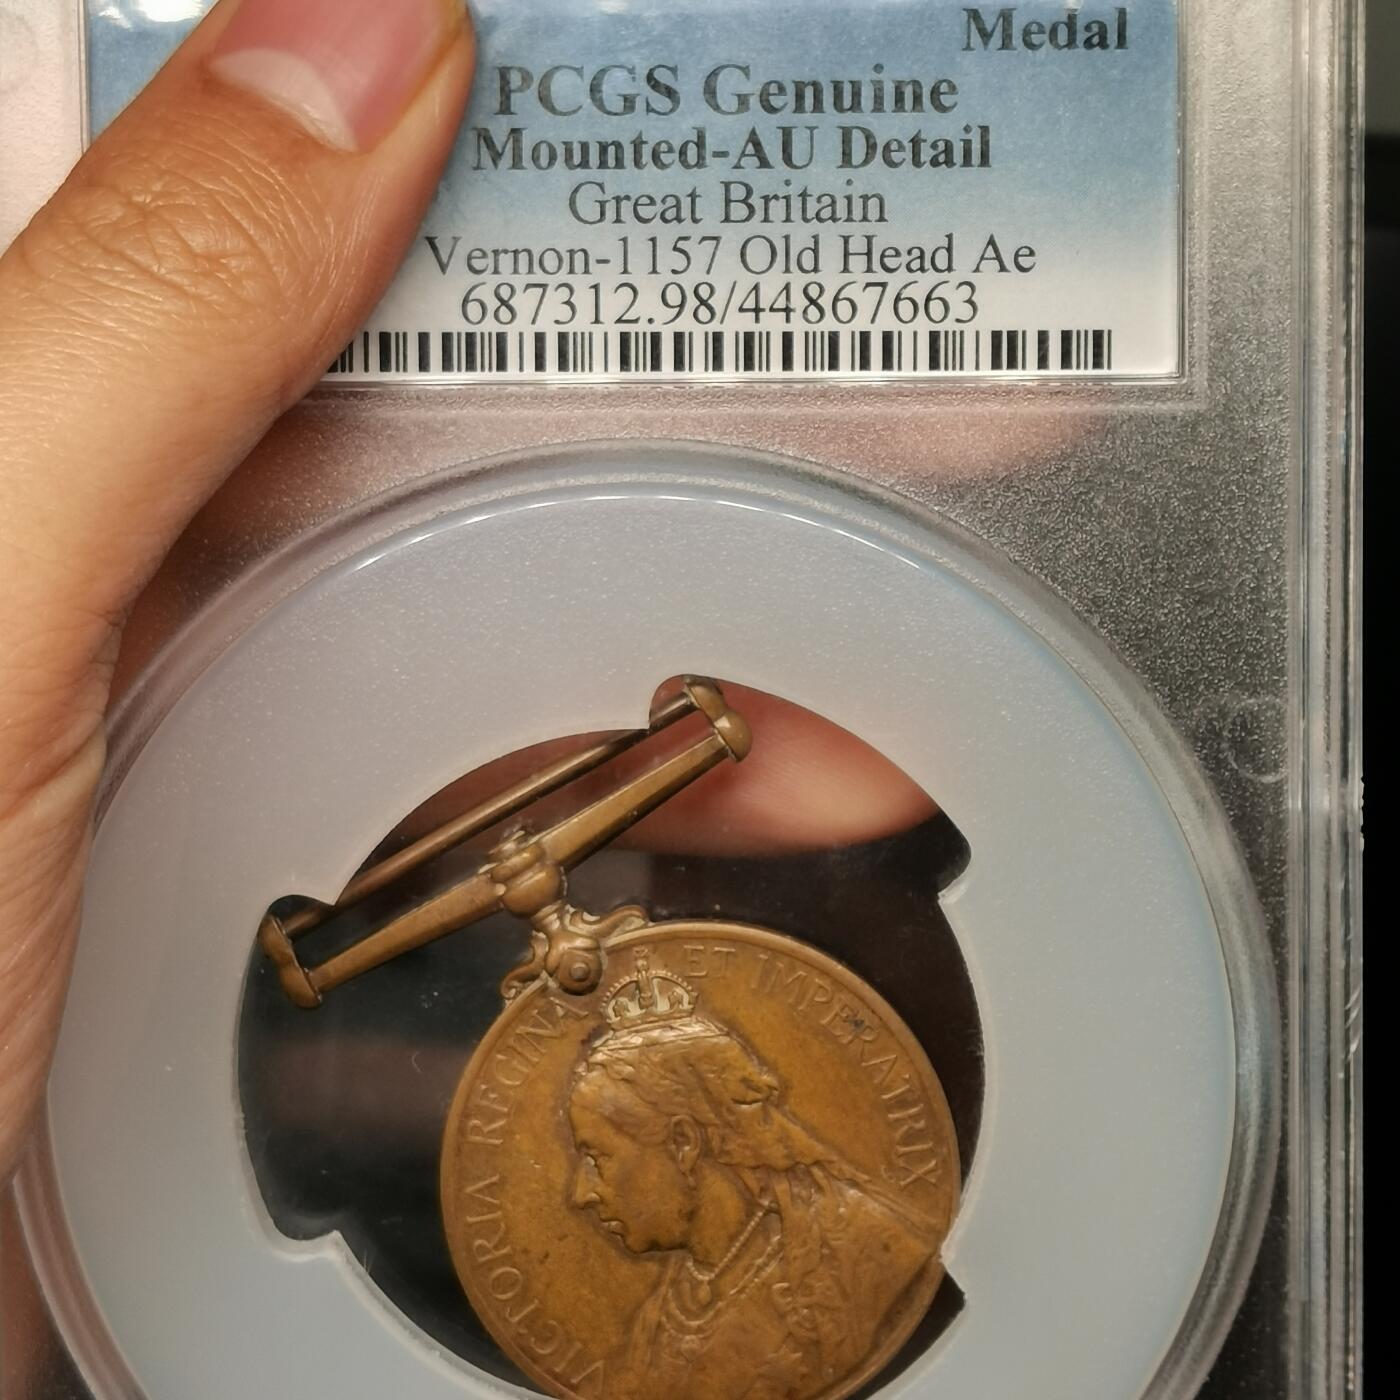 Medal
PCGS Genuine
Mounted-AU Detail
Great Britain
Vernon-1157 Old Head Ae
687312.98/44867663
VICTORIA REGINA ET IMPERATRIX